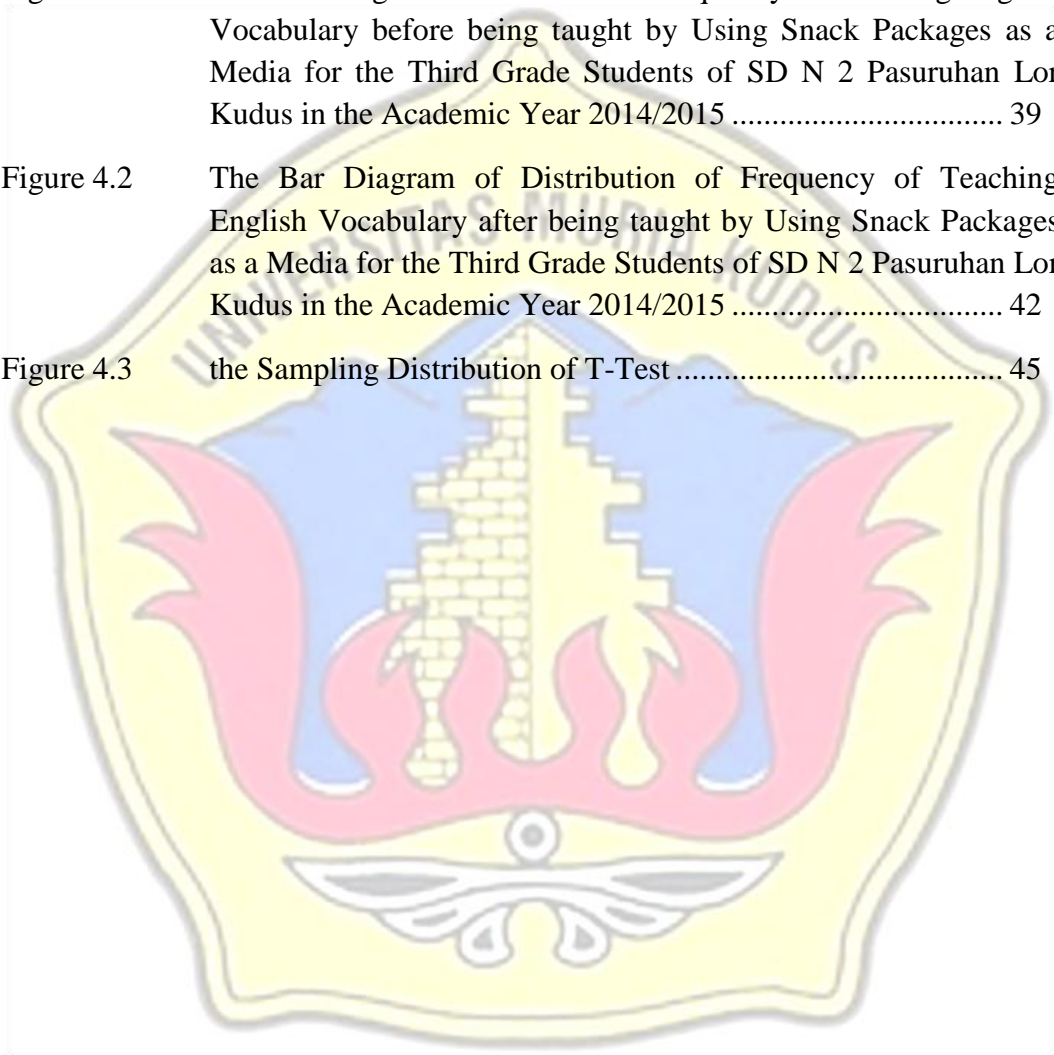 Vocabulary before being taught by Using Snack Packages as a
Media for the Third Grade Students of SD N 2 Pasuruhan Lor
Kudus in the Academic Year 2014/2015 .................................. 39
Figure 4.2 The Bar Diagram of Distribution of Frequency of Teaching
English Vocabulary after being taught by Using Snack Packages
as a Media for the Third Grade Students of SD N 2 Pasuruhan Lor
Kudus in the Academic Year 2014/2015 .................................. 42
Figure 4.3 the Sampling Distribution of T-Test ......................................... 45
UNIVERSITAS MURIA KUDUS